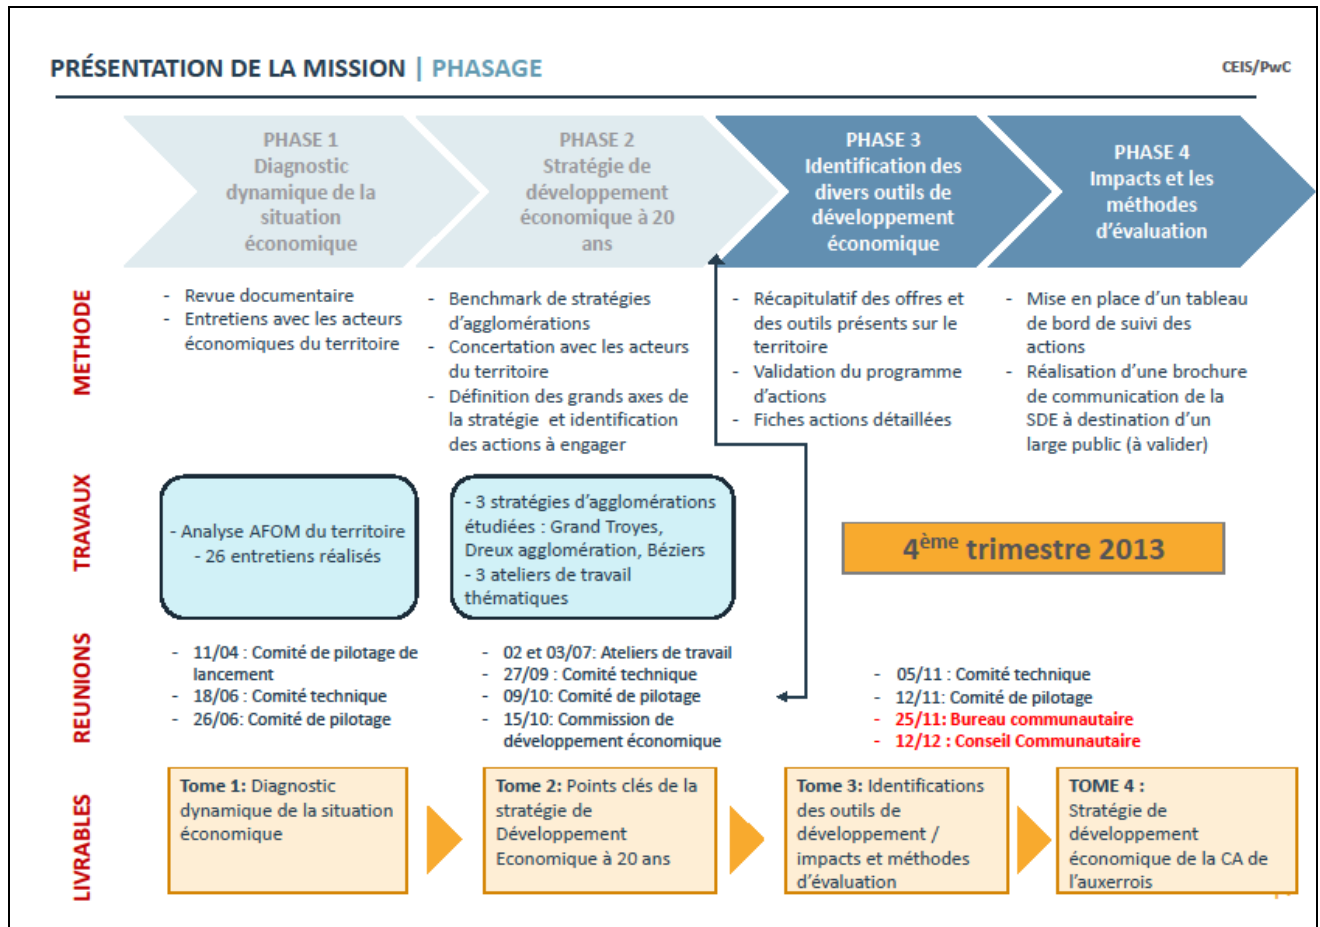 PRÉSENTATION DE LA MISSION | PHASAGE
CEIS/PwC
PHASE 1
Diagnostic
dynamique de la
situation
économique
PHASE 2
Stratégie de
développement
économique à 20
ans
PHASE 3
Identification des
divers outils de
développement
économique
PHASE 4
Impacts et les
méthodes
d'évaluation
METHODE
- Revue documentaire
- Entretiens avec les acteurs
économiques du territoire
- Benchmark de stratégies
d'agglomérations
- Concertation avec les acteurs
du territoire
- Définition des grands axes de
la stratégie et identification
des actions à engager
- Récapitulatif des offres et
des outils présents sur le
territoire
- Validation du programme
d'actions
- Fiches actions détaillées
- Mise en place d'un tableau
de bord de suivi des
actions
- Réalisation d'une brochure
de communication de la
SDE à destination d'un
large public (à valider)
TRAVAUX
- Analyse AFOM du territoire
- 26 entretiens réalisés
- 3 stratégies d'agglomérations
étudiées : Grand Troyes,
Dreux agglomération, Béziers
- 3 ateliers de travail
thématiques
4ème trimestre 2013
REUNIONS
- 11/04 : Comité de pilotage de
lancement
- 18/06 : Comité technique
- 26/06: Comité de pilotage
- 02 et 03/07: Ateliers de travail
- 27/09 : Comité technique
- 09/10: Comité de pilotage
- 15/10: Commission de
développement économique
- 05/11 : Comité technique
- 12/11: Comité de pilotage
- 25/11: Bureau communautaire
- 12/12 : Conseil Communautaire
LIVRABLES
Tome 1: Diagnostic
dynamique de la situation
économique
Tome 2: Points clés de la
stratégie de
Développement
Economique à 20 ans
Tome 3: Identifications
des outils de
développement /
impacts et méthodes
d'évaluation
TOME 4 :
Stratégie de
développement
économique de la CA de
l'auxerrois